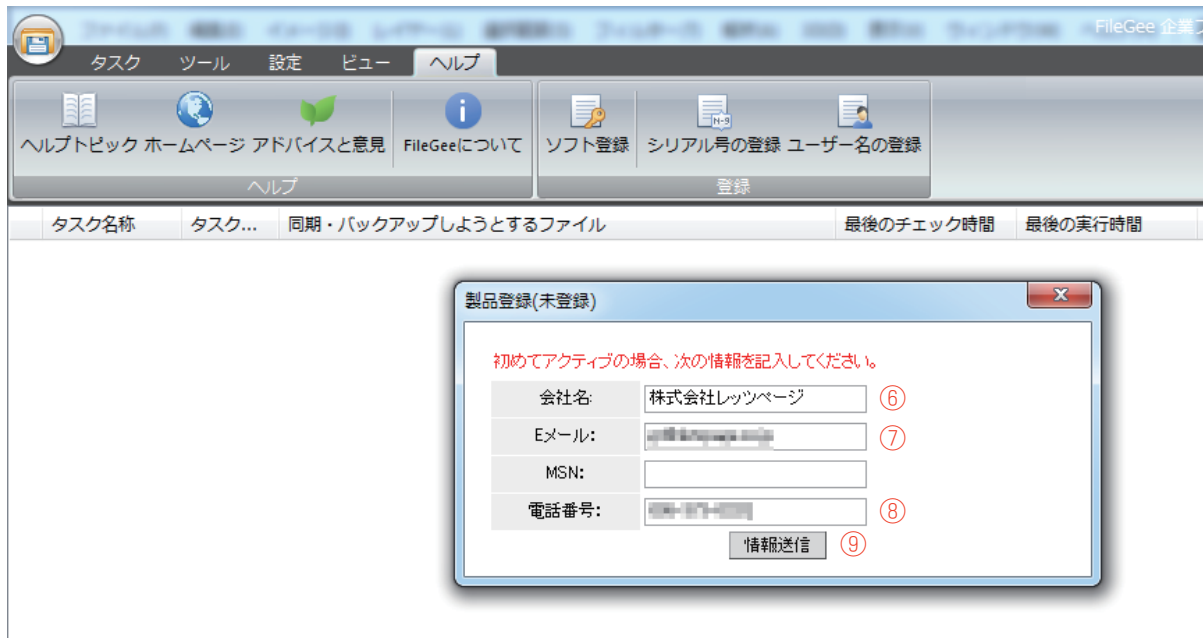 FileGee 企業
タスク ツール 設定 ビュー ヘルプ
ヘルプトピック ホームページ アドバイスと意見 FileGeeについて ソフト登録 シリアル号の登録 ユーザー名の登録
ヘルプ 登録
タスク名称 タスク... 同期・バックアップしようとするファイル 最後のチェック時間 最後の実行時間
製品登録(未登録)
初めてアクティブの場合、次の情報を記入してください。
会社名: 株式会社レッツページ ⑥
Eメール: ⑦
MSN:
電話番号: ⑧
情報送信 ⑨